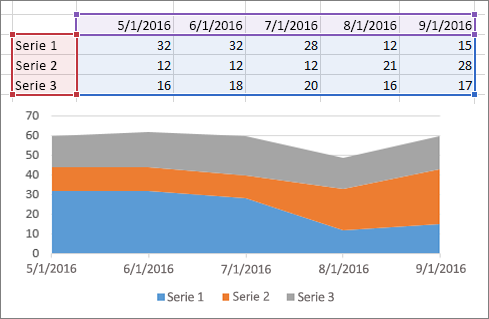 5/1/2016 6/1/2016 7/1/2016 8/1/2016 9/1/2016
Serie 1 32 32 28 12 15
Serie 2 12 12 12 21 28
Serie 3 16 18 20 16 17
70
60
50
40
30
20
10
0
5/1/2016 6/1/2016 7/1/2016 8/1/2016 9/1/2016
Serie 1 Serie 2 Serie 3